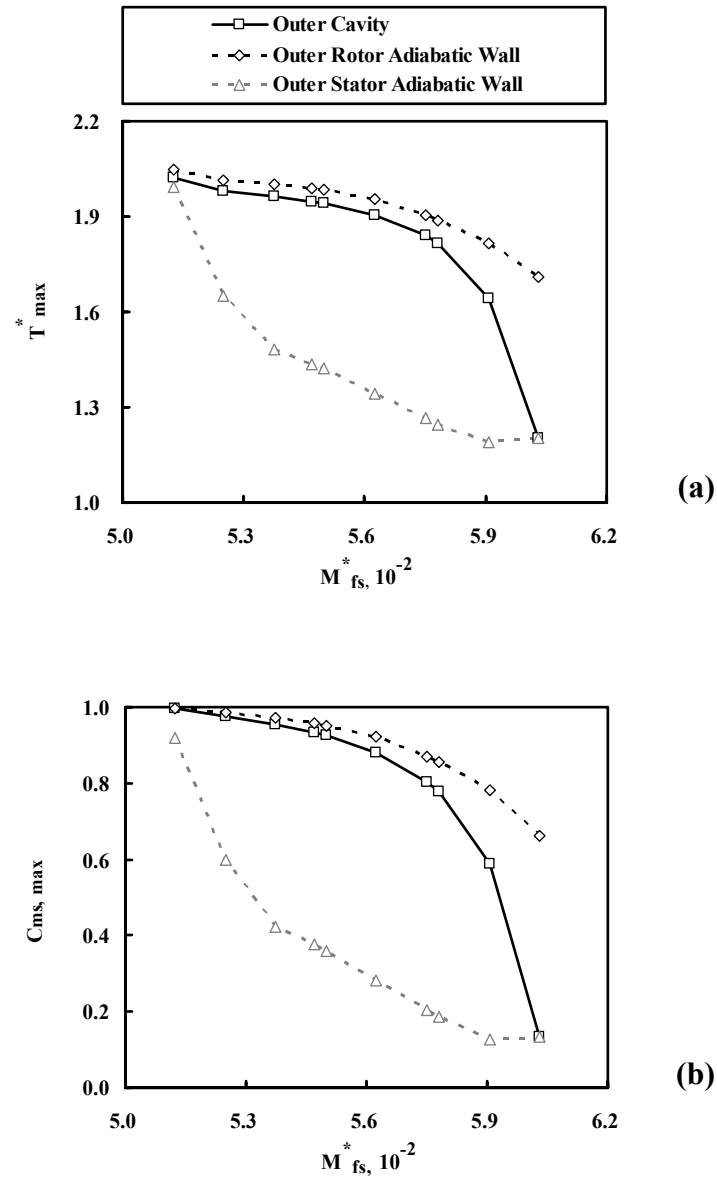 Outer Cavity
Outer Rotor Adiabatic Wall
Outer Stator Adiabatic Wall
2.2
1.9
1.6
1.3
1.0
T*max
5.0 5.3 5.6 5.9 6.2
M*fs, 10-2
(a)
1.0
0.8
0.6
0.4
0.2
0.0
Cms, max
5.0 5.3 5.6 5.9 6.2
M*fs, 10-2
(b)